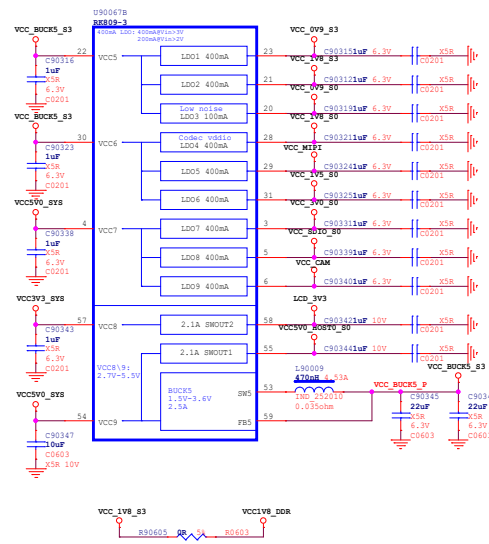 U90067B
RK809-3
400mA LDO: 400mA@Vin>3V
200mA@Vin>2V
VCC_BUCK5_S3
22
VCC5
C90316
1uF
X5R
6.3V
C0201
LDO1 400mA
23
VCC_0V9_S3
C90315
1uF
6.3V
X5R
C0201
LDO2 400mA
21
VCC_1V8_S3
C90312
1uF
6.3V
X5R
C0201
Low noise
LDO3 100mA
20
VCC_0V9_S0
C90319
1uF
6.3V
X5R
C0201
VCC_BUCK5_S3
30
VCC6
C90323
1uF
X5R
6.3V
C0201
Codec vddio
LDO4 400mA
28
VCC_1V8_S0
C90321
1uF
6.3V
X5R
C0201
LDO5 400mA
29
VCC_MIPI
C90324
1uF
6.3V
X5R
C0201
LDO6 400mA
31
VCC_1V5_S0
C90325
1uF
6.3V
X5R
C0201
VCC5V0_SYS
4
VCC7
C90338
1uF
X5R
6.3V
C0201
LDO7 400mA
3
VCC_3V0_S0
C90331
1uF
6.3V
X5R
C0201
LDO8 400mA
5
VCC_SDIO_S0
C90339
1uF
6.3V
X5R
C0201
LDO9 400mA
6
VCC_CAM
C90340
1uF
6.3V
X5R
C0201
VCC3V3_SYS
57
VCC8
C90343
1uF
X5R
6.3V
C0201
2.1A SWOUT2
58
LCD_3V3
C90342
1uF
10V
X5R
C0201
2.1A SWOUT1
55
VCC5V0_HOST0_S0
C90344
1uF
10V
X5R
C0201
VCC8\9:
2.7V~5.5V
VCC5V0_SYS
54
VCC9
C90347
10uF
C0603
X5R 10V
BUCK5
1.5V~3.6V
2.5A
SW5
53
FB5
59
L90009
470nH
4.53A
IND_252010
0.035ohm
VCC_BUCK5_P
VCC_BUCK5_S3
C90345
22uF
X5R
6.3V
C0603
22uF
X5R
6.3V
VCC_1V8_S3
R90605
0R
5%
R0603
VCC1V8_DDR